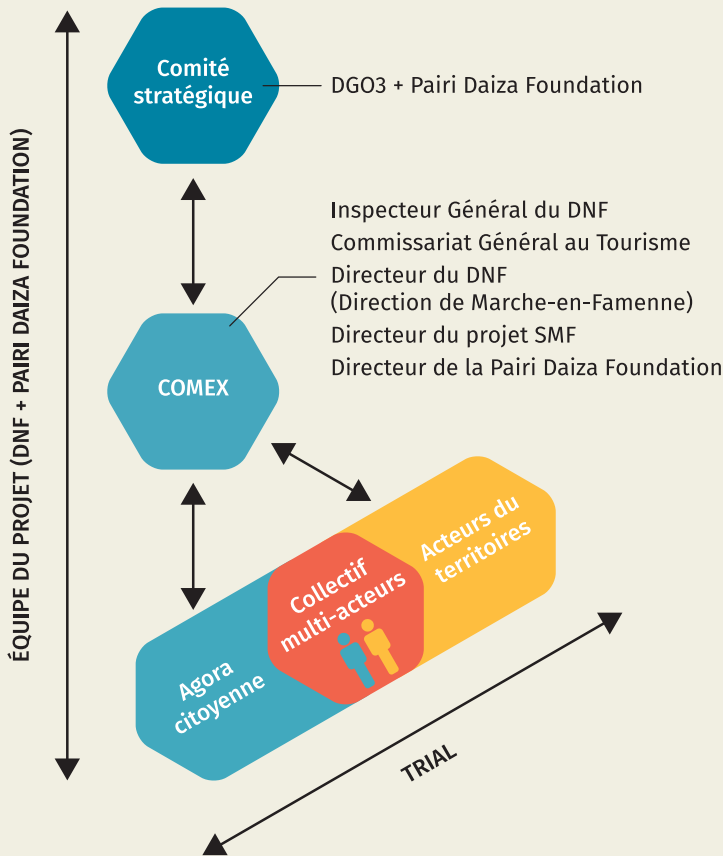 Comité
stratégique
DGO3 + Pairi Daiza Foundation
Inspecteur Général du DNF
Commissariat Général au Tourisme
Directeur du DNF
(Direction de Marche-en-Famenne)
Directeur du projet SMF
Directeur de la Pairi Daiza Foundation
COMEX
ÉQUIPE DU PROJET (DNF + PAIRI DAIZA FOUNDATION)
Acteurs du
territoires
Collectif
multi-acteurs
Agora
citoyenne
TRIAL